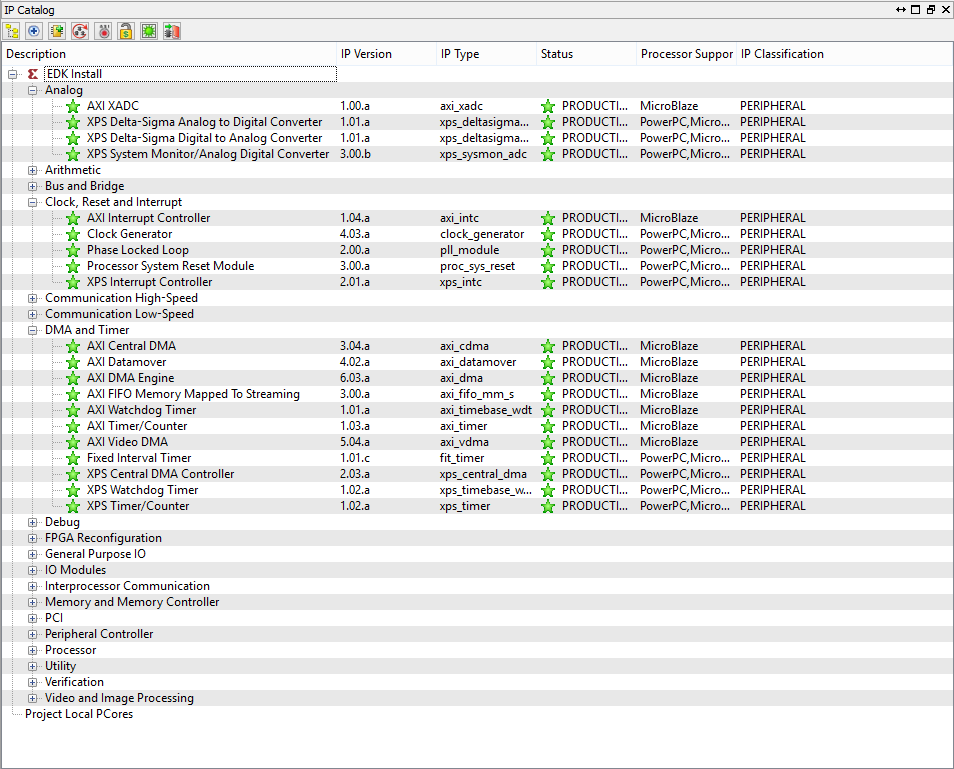 IP Catalog
Description IP Version IP Type Status Processor Suppor IP Classification
EDK Install
Analog
AXI XADC 1.00.a axi_xadc PRODUCTI... MicroBlaze PERIPHERAL
XPS Delta-Sigma Analog to Digital Converter 1.01.a xps_deltasigma... PRODUCTI... PowerPC,Micro... PERIPHERAL
XPS Delta-Sigma Digital to Analog Converter 1.01.a xps_deltasigma... PRODUCTI... PowerPC,Micro... PERIPHERAL
XPS System Monitor/Analog Digital Converter 3.00.b xps_sysmon_adc PRODUCTI... PowerPC,Micro... PERIPHERAL
Arithmetic
Bus and Bridge
Clock, Reset and Interrupt
AXI Interrupt Controller 1.04.a axi_intc PRODUCTI... MicroBlaze PERIPHERAL
Clock Generator 4.03.a clock_generator PRODUCTI... PowerPC,Micro... PERIPHERAL
Phase Locked Loop 2.00.a pll_module PRODUCTI... PowerPC,Micro... PERIPHERAL
Processor System Reset Module 3.00.a proc_sys_reset PRODUCTI... PowerPC,Micro... PERIPHERAL
XPS Interrupt Controller 2.01.a xps_intc PRODUCTI... PowerPC,Micro... PERIPHERAL
Communication High-Speed
Communication Low-Speed
DMA and Timer
AXI Central DMA 3.04.a axi_cdma PRODUCTI... MicroBlaze PERIPHERAL
AXI Datamover 4.02.a axi_datamover PRODUCTI... MicroBlaze PERIPHERAL
AXI DMA Engine 6.03.a axi_dma PRODUCTI... MicroBlaze PERIPHERAL
AXI FIFO Memory Mapped To Streaming 3.00.a axi_fifo_mm_s PRODUCTI... MicroBlaze PERIPHERAL
AXI Watchdog Timer 1.01.a axi_timebase_wdt PRODUCTI... MicroBlaze PERIPHERAL
AXI Timer/Counter 1.03.a axi_timer PRODUCTI... MicroBlaze PERIPHERAL
AXI Video DMA 5.04.a axi_vdma PRODUCTI... MicroBlaze PERIPHERAL
Fixed Interval Timer 1.01.c fit_timer PRODUCTI... PowerPC,Micro... PERIPHERAL
XPS Central DMA Controller 2.03.a xps_central_dma PRODUCTI... PowerPC,Micro... PERIPHERAL
XPS Watchdog Timer 1.02.a xps_timebase_w... PRODUCTI... PowerPC,Micro... PERIPHERAL
XPS Timer/Counter 1.02.a xps_timer PRODUCTI... PowerPC,Micro... PERIPHERAL
Debug
FPGA Reconfiguration
General Purpose IO
IO Modules
Interprocessor Communication
Memory and Memory Controller
PCI
Peripheral Controller
Processor
Utility
Verification
Video and Image Processing
Project Local PCores